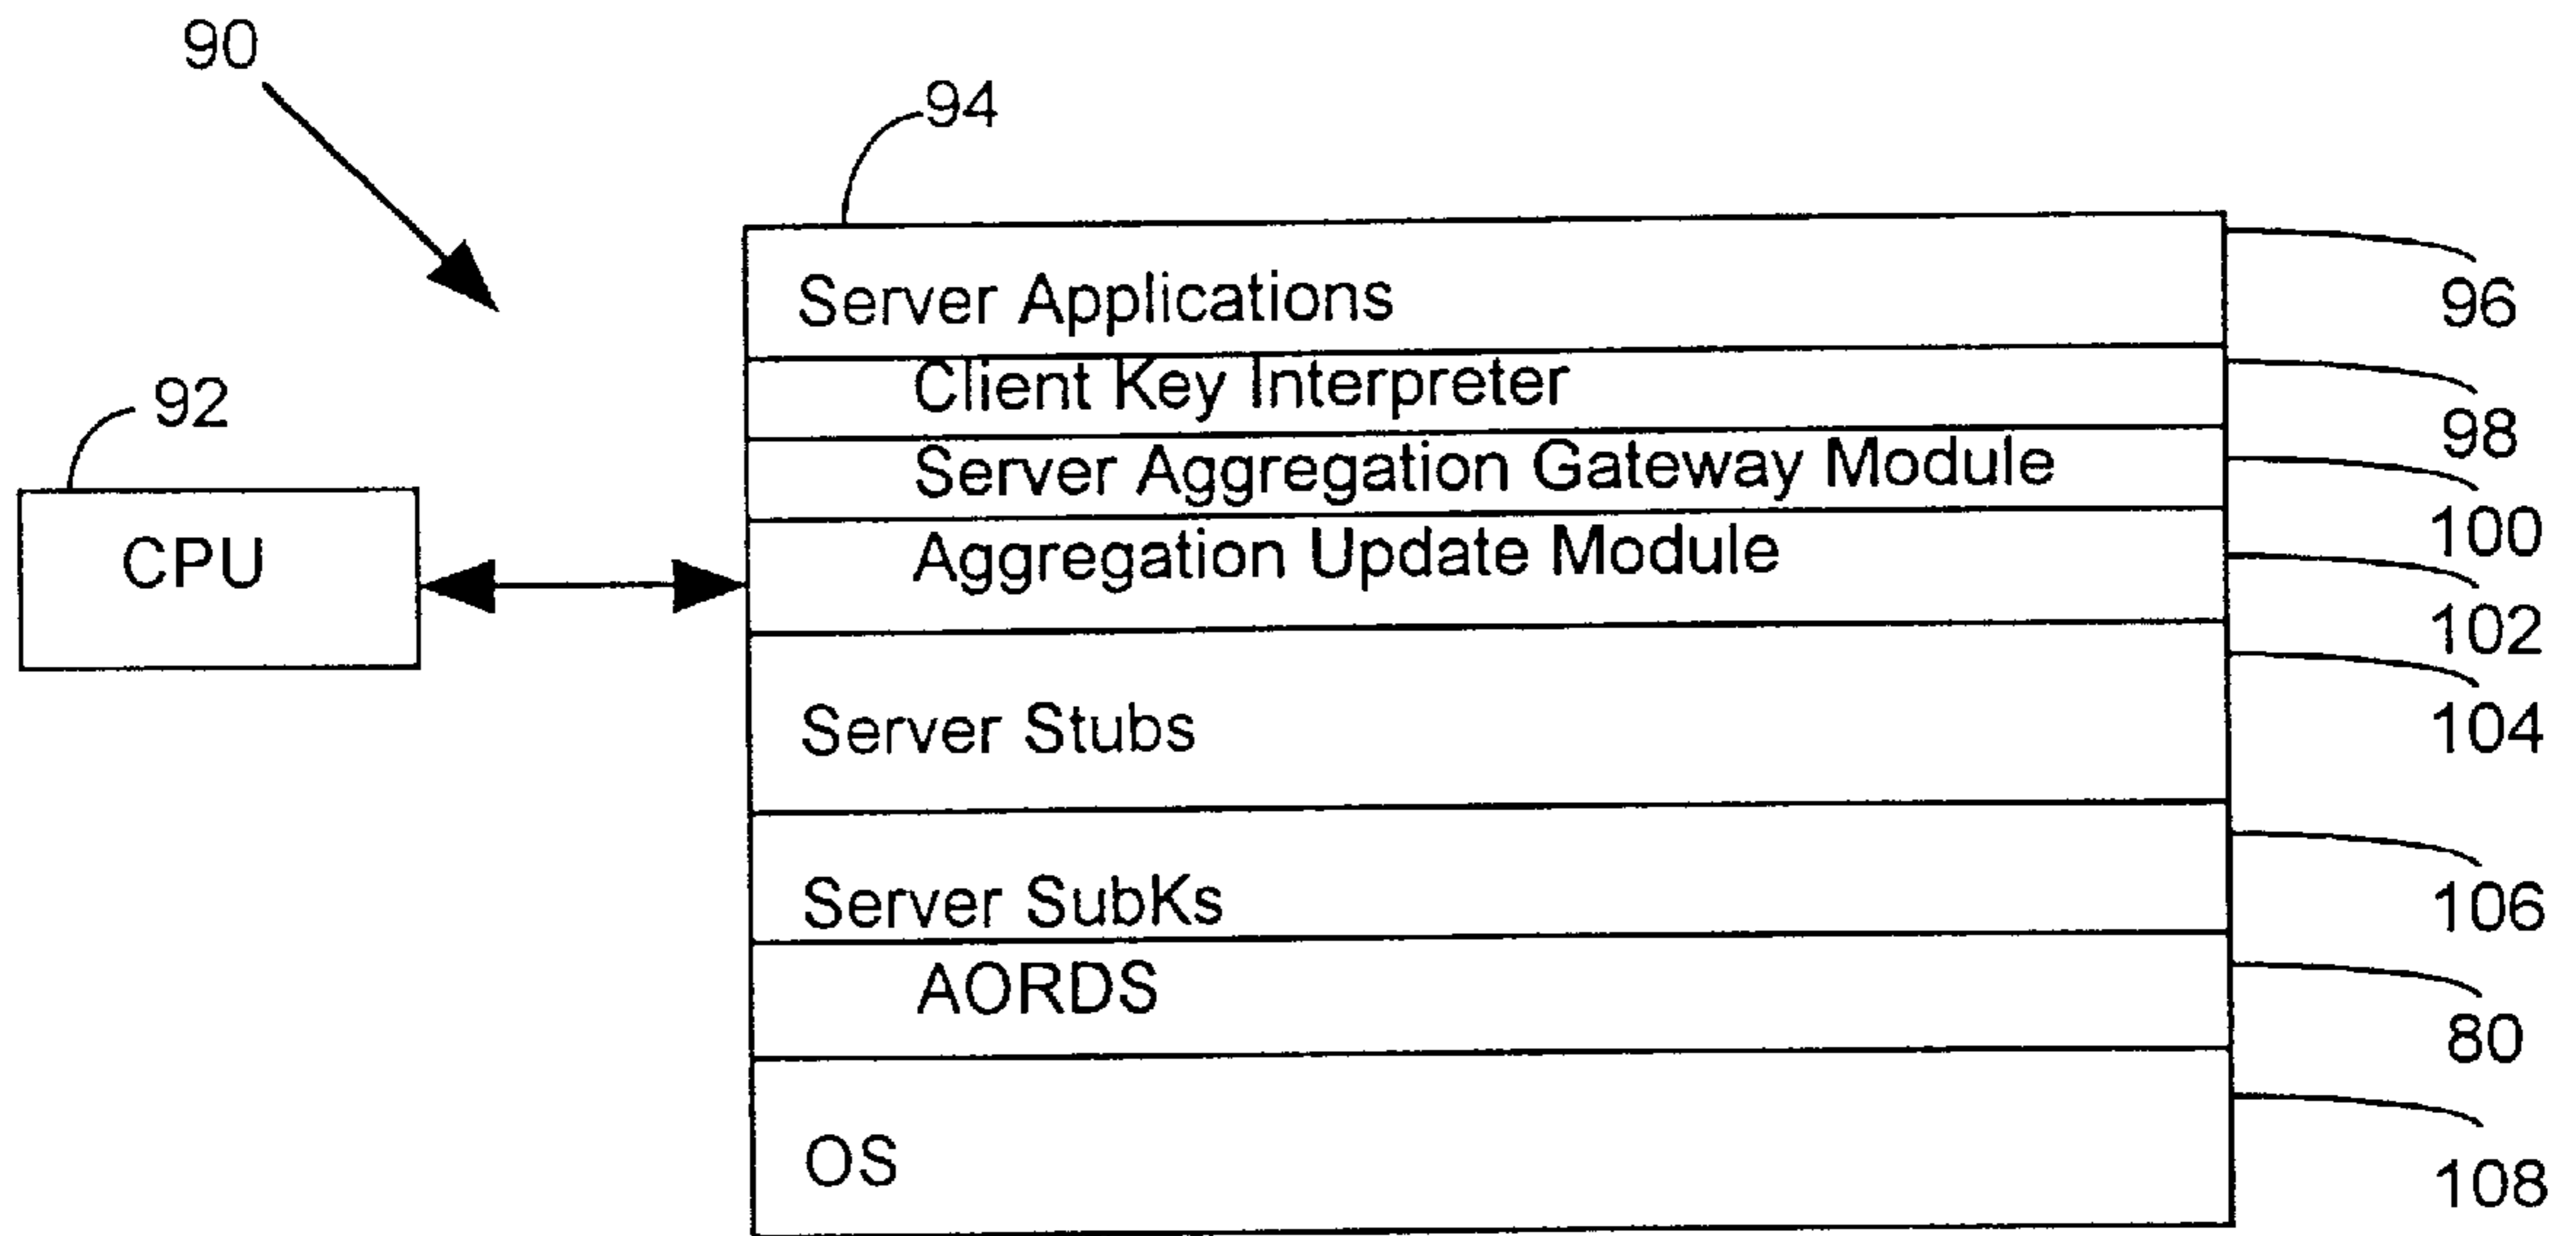 90
94
Server Applications
96
Client Key Interpreter
92
98
Server Aggregation Gateway Module
100
CPU
Aggregation Update Module
102
Server Stubs
104
Server SubKs
106
AORDS
80
OS
108